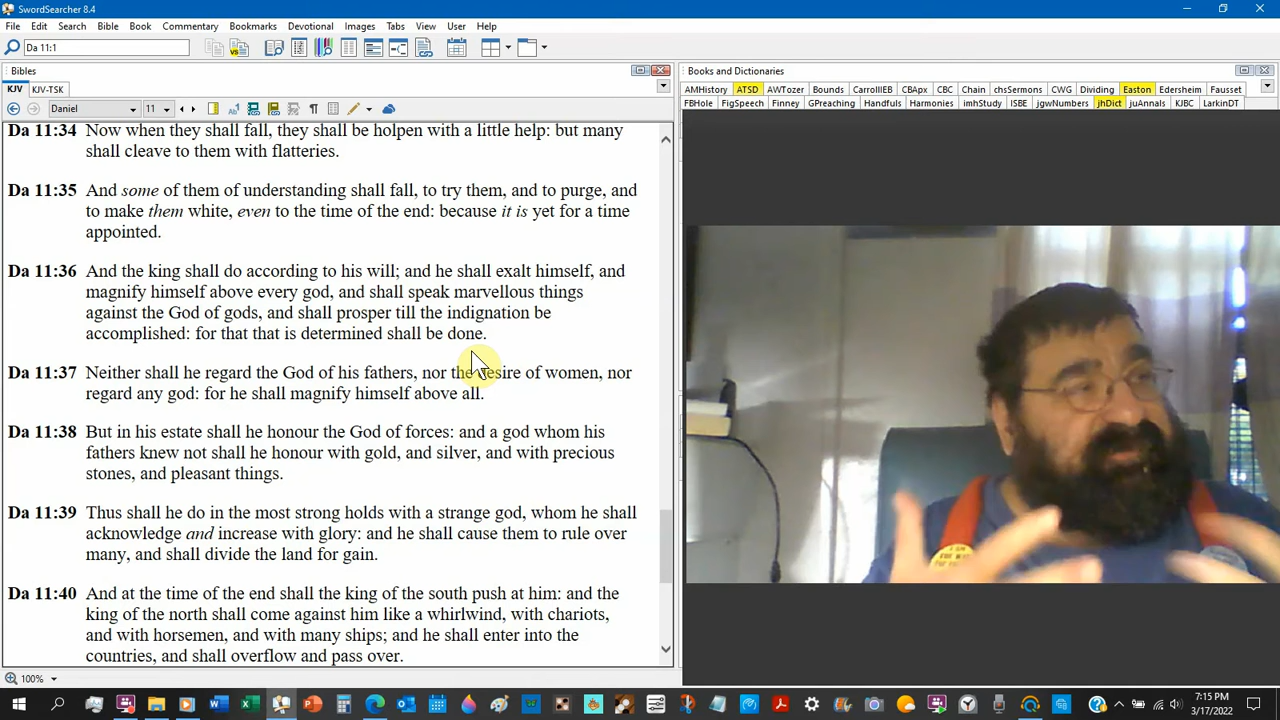 SwordSearcher 8.4
File Edit Search Bible Book Commentary Bookmarks Devotional Images Tabs View User Help
Da 11:1
Bibles
KJV KJV-TSK
Daniel 11
Da 11:34 Now when they shall fall, they shall be holpen with a little help: but many
shall cleave to them with flatteries.
Da 11:35 And some of them of understanding shall fall, to try them, and to purge, and
to make them white, even to the time of the end: because it is yet for a time
appointed.
Da 11:36 And the king shall do according to his will; and he shall exalt himself, and
magnify himself above every god, and shall speak marvellous things
against the God of gods, and shall prosper till the indignation be
accomplished: for that that is determined shall be done.
Da 11:37 Neither shall he regard the God of his fathers, nor the desire of women, nor
regard any god: for he shall magnify himself above all.
Da 11:38 But in his estate shall he honour the God of forces: and a god whom his
fathers knew not shall he honour with gold, and silver, and with precious
stones, and pleasant things.
Da 11:39 Thus shall he do in the most strong holds with a strange god, whom he shall
acknowledge and increase with glory: and he shall cause them to rule over
many, and shall divide the land for gain.
Da 11:40 And at the time of the end shall the king of the south push at him: and the
king of the north shall come against him like a whirlwind, with chariots,
and with horsemen, and with many ships; and he shall enter into the
countries, and shall overflow and pass over.
100%
Books and Dictionaries
AMHistory ATSD AWTozer Bounds CarrollIEB CBApx CBC Chain chsSermons CWG Dividing Easton Edersheim Fausset
FBHole FigSpeech Finney GPreaching Handfuls Harmonies imhStudy ISBE jgwNumbers jhDict juAnnals KJBC LarkinDT
7:15 PM
3/17/2022